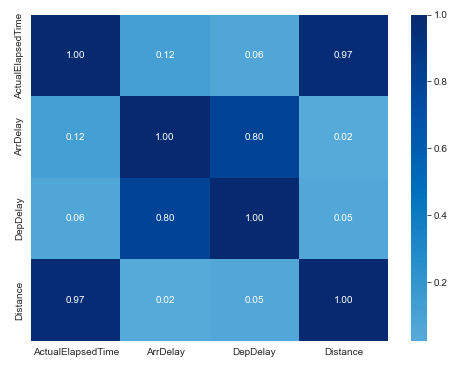 ActualElapsedTime 1.00 0.12 0.06 0.97
ArrDelay 0.12 1.00 0.80 0.02
DepDelay 0.06 0.80 1.00 0.05
Distance 0.97 0.02 0.05 1.00
ActualElapsedTime ArrDelay DepDelay Distance
1.0
0.8
0.6
0.4
0.2